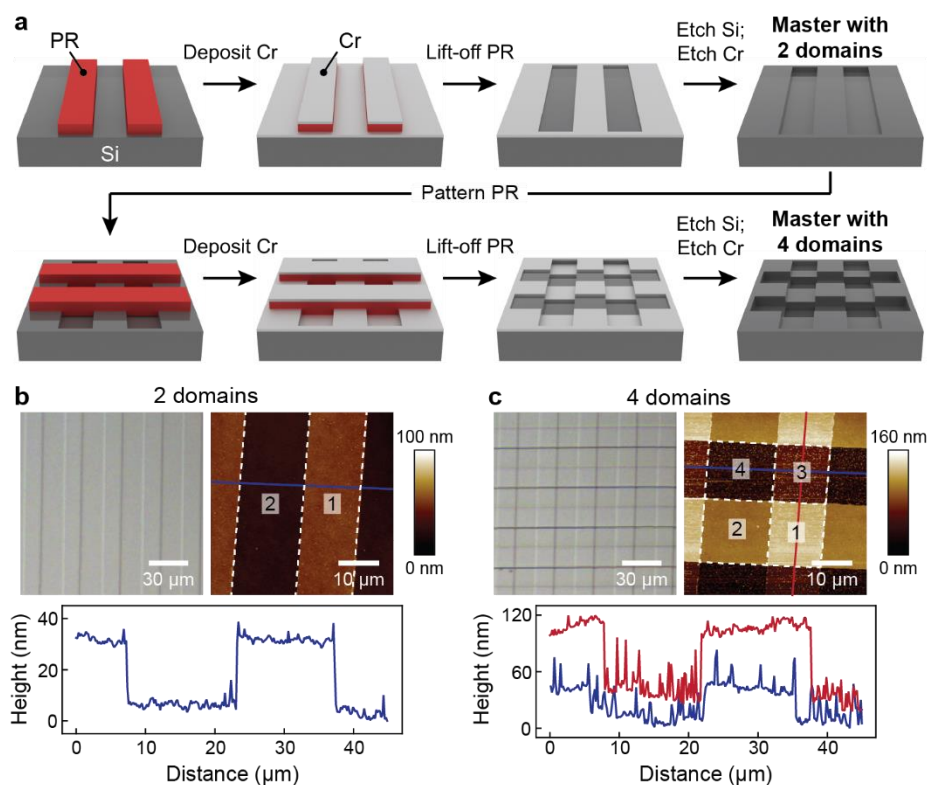 a
PR
Deposit Cr
Cr
Lift-off PR
Etch Si;
Etch Cr
Master with
2 domains
Si
Pattern PR
Deposit Cr
Lift-off PR
Etch Si;
Etch Cr
Master with
4 domains
b
2 domains
30 µm
2
1
10 µm
100 nm
0 nm
Height (nm)
40
20
0
0
10
20
30
40
Distance (µm)
c
4 domains
30 µm
4
3
2
1
10 µm
160 nm
0 nm
Height (nm)
120
60
0
0
10
20
30
40
Distance (µm)